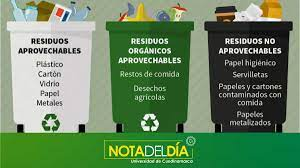 RESIDUOS
APROVECHABLES
Plástico
Cartón
Vidrio
Papel
Metales
RESIDUOS
ORGÁNICOS
APROVECHABLES
Restos de comida
Desechos
agrícolas
RESIDUOS NO
APROVECHABLES
Papel higiénico
Servilletas
Papeles y cartones
contaminados con
comida
Papeles
metalizados
NOTADELDÍA
Universidad de Cundinamarca